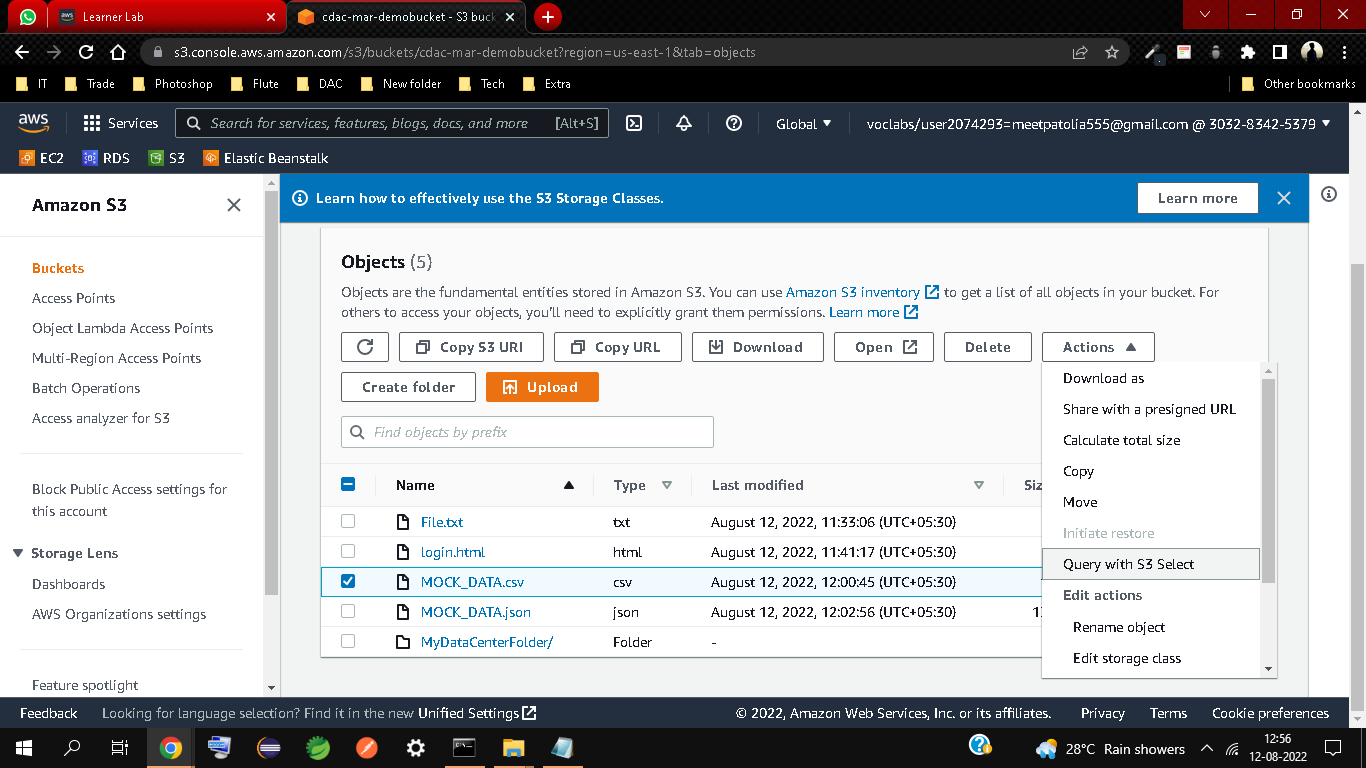 Learner Lab
cdac-mar-demobucket - S3 buck
s3.console.aws.amazon.com/s3/buckets/cdac-mar-demobucket?region=us-east-1&tab=objects
IT Trade Photoshop Flute DAC New folder Tech Extra Other bookmarks
aws Services Search for services, features, blogs, docs, and more [Alt+S] Global voclabs/user2074293=meetpatolia555@gmail.com @ 3032-8342-5379
EC2 RDS S3 Elastic Beanstalk
Amazon S3
Buckets
Access Points
Object Lambda Access Points
Multi-Region Access Points
Batch Operations
Access analyzer for S3
Block Public Access settings for
this account
Storage Lens
Dashboards
AWS Organizations settings
Feature spotlight
Learn how to effectively use the S3 Storage Classes. Learn more
Objects (5)
Objects are the fundamental entities stored in Amazon S3. You can use Amazon S3 inventory to get a list of all objects in your bucket. For
others to access your objects, you'll need to explicitly grant them permissions. Learn more
Copy S3 URI Copy URL Download Open Delete Actions
Create folder Upload
Find objects by prefix
Name Type Last modified Siz
File.txt txt August 12, 2022, 11:33:06 (UTC+05:30)
login.html html August 12, 2022, 11:41:17 (UTC+05:30)
MOCK_DATA.csv csv August 12, 2022, 12:00:45 (UTC+05:30)
MOCK_DATA.json json August 12, 2022, 12:02:56 (UTC+05:30)
MyDataCenterFolder/ Folder -
Download as
Share with a presigned URL
Calculate total size
Copy
Move
Initiate restore
Query with S3 Select
Edit actions
Rename object
Edit storage class
Feedback Looking for language selection? Find it in the new Unified Settings © 2022, Amazon Web Services, Inc. or its affiliates. Privacy Terms Cookie preferences
28°C Rain showers
12:56
12-08-2022